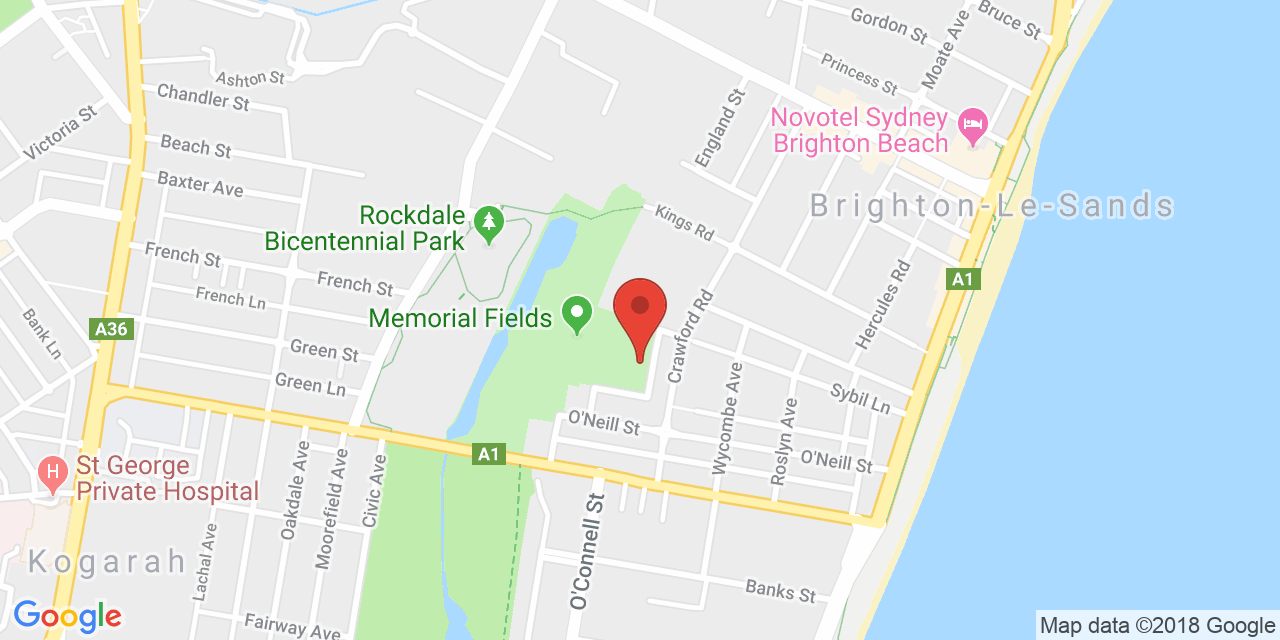 Bruce St
Gordon St
Moate Ave
Ashton St
Princess St
Chandler St
Victoria St
England St
Novotel Sydney
Brighton Beach
Beach St
Baxter Ave
Brighton-Le-Sands
Rockdale
Bicentennial Park
Kings Rd
French St
French St
A1
French Ln
Hercules Rd
Memorial Fields
A36
Bank Ln
Crawford Rd
Green St
Green Ln
Sybil Ln
Wycombe Ave
Roslyn Ave
O'Neill St
A1
O'Neill St
St George
Private Hospital
H
Oakdale Ave
Moorefield Ave
Civic Ave
O'Connell St
Kogarah
Lachal Ave
Banks St
Fairway Ave
Google
Map data ©2018 Google